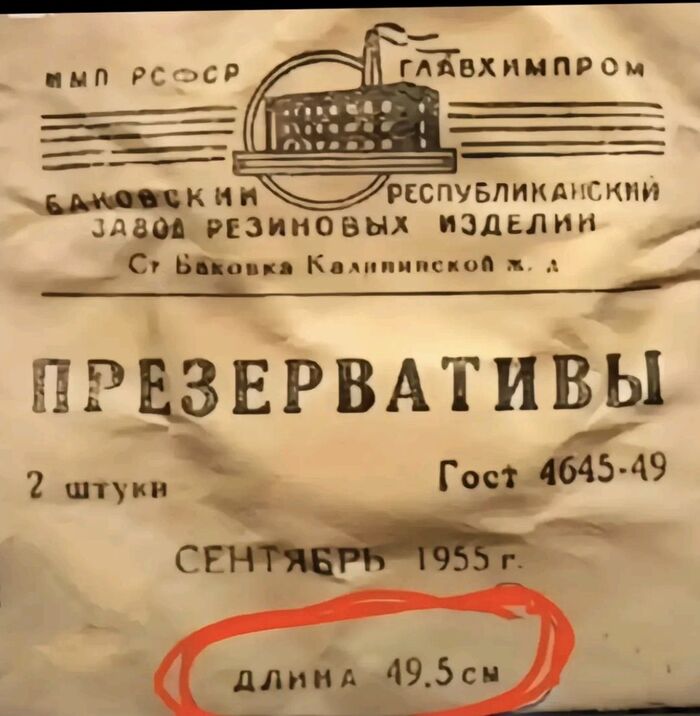 ММП РСФСР ГЛАВХИМПРОМ
БАКОВСКИЙ РЕСПУБЛИКАНСКИЙ
ЗАВОД РЕЗИНОВЫХ ИЗДЕЛИЙ
Ст Баковка Калининской ж. д
ПРЕЗЕРВАТИВЫ
2 штуки Гост 4645-49
СЕНТЯБРЬ 1955 г.
ДЛИНА 49.5 см